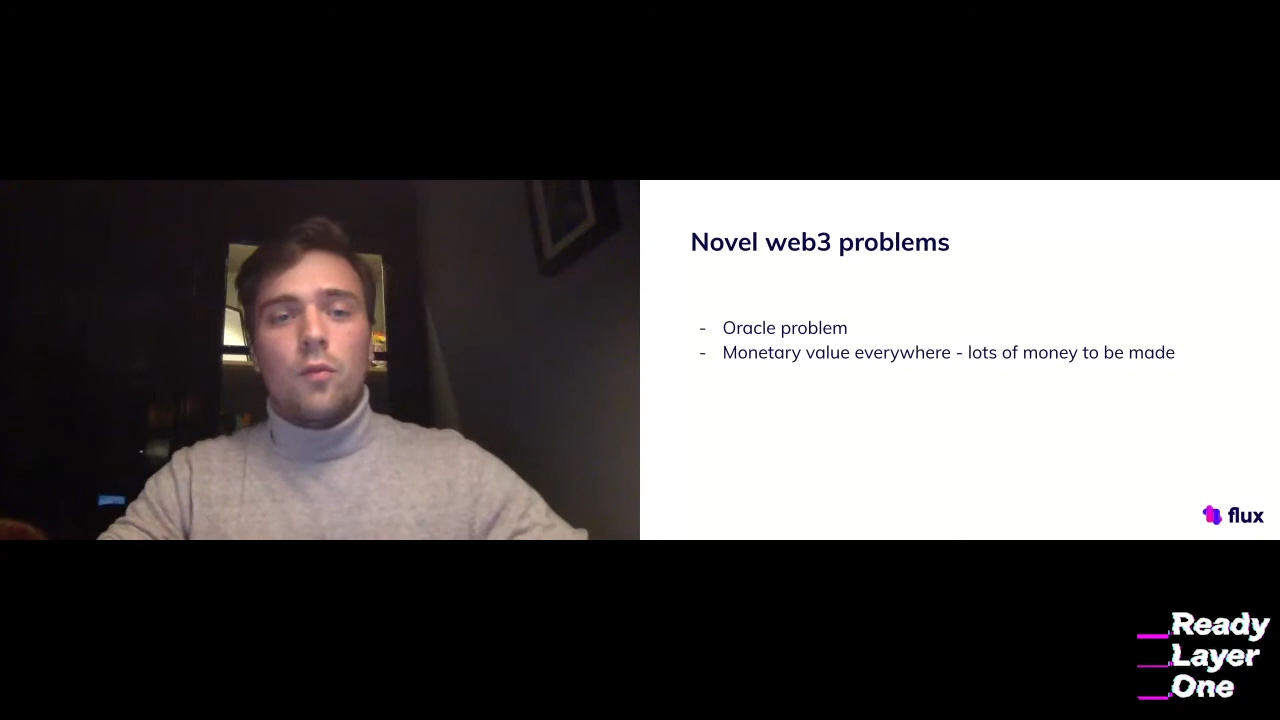 Novel web3 problems
- Oracle problem
- Monetary value everywhere - lots of money to be made
flux
Ready
Layer
One